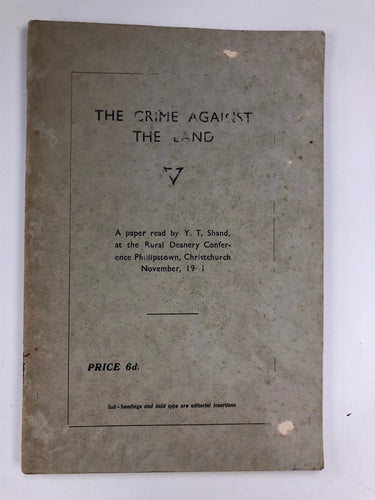 THE CRIME AGAINST
THE LAND
A paper read by Y. T. Shand,
at the Rural Deanery Confer-
ence Phillipstown, Christchurch
November,
PRICE 6d.
Sub-headings and bold type are editorial insertions